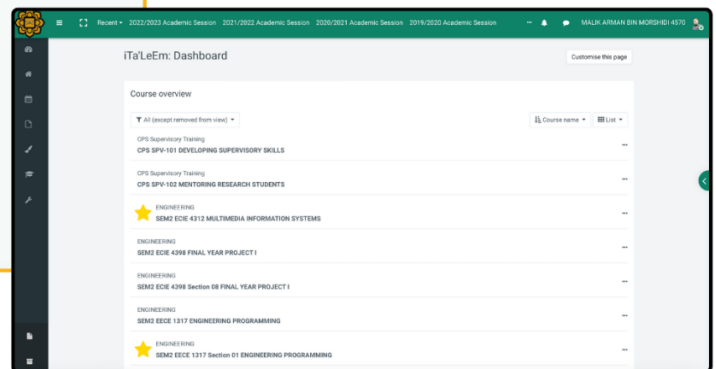 Recent 2022/2023 Academic Session 2021/2022 Academic Session 2020/2021 Academic Session 2019/2020 Academic Session MALIK ARMAN BIN MORSHIDI 4570
iTa'LeEm: Dashboard
Customise this page
Course overview
All (except removed from view) Course name List
CPS Supervisory Training
CPS SPV-101 DEVELOPING SUPERVISORY SKILLS
CPS Supervisory Training
CPS SPV-102 MENTORING RESEARCH STUDENTS
ENGINEERING
SEM2 ECIE 4312 MULTIMEDIA INFORMATION SYSTEMS
ENGINEERING
SEM2 ECIE 4398 FINAL YEAR PROJECT I
ENGINEERING
SEM2 ECIE 4398 Section 08 FINAL YEAR PROJECT I
ENGINEERING
SEM2 EECE 1317 ENGINEERING PROGRAMMING
ENGINEERING
SEM2 EECE 1317 Section 01 ENGINEERING PROGRAMMING